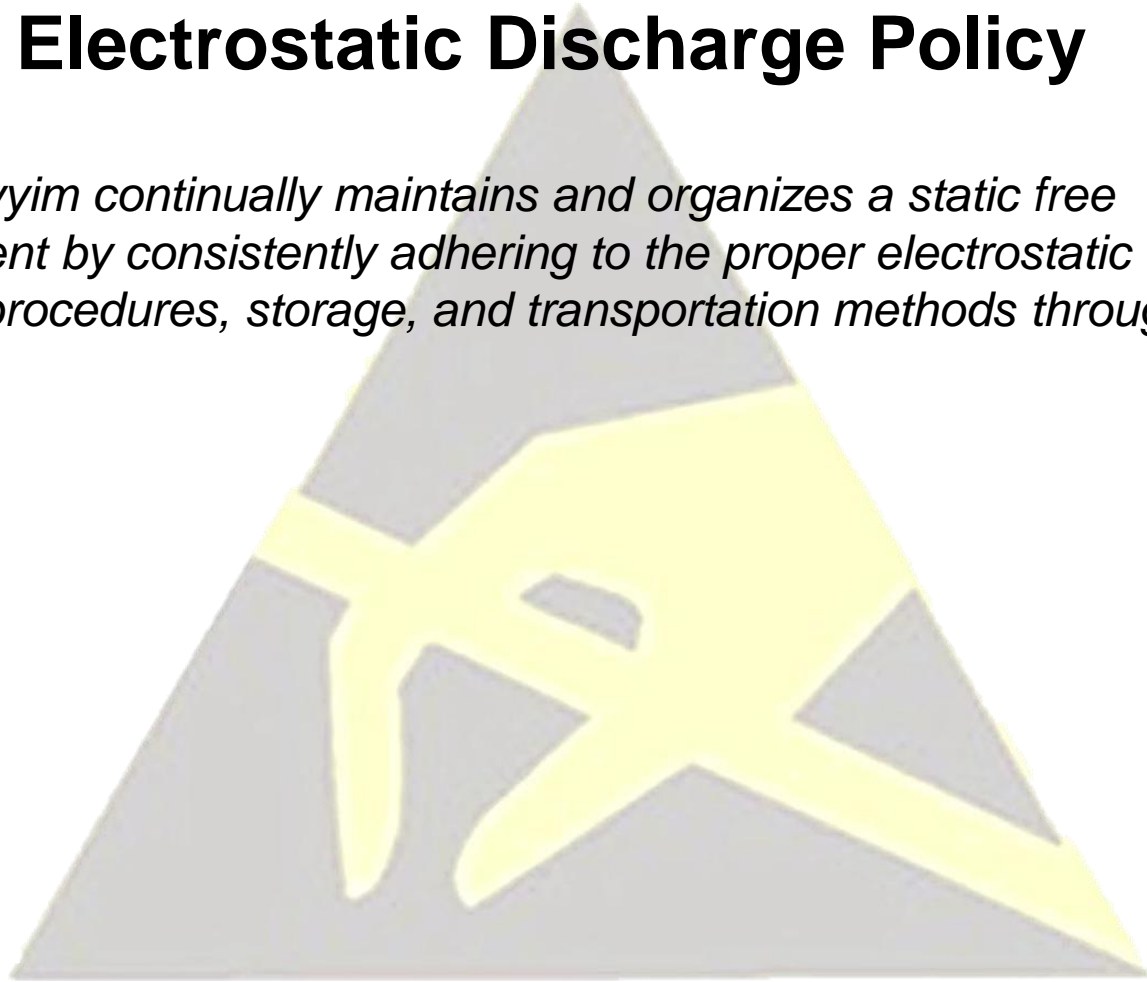 Electrostatic Discharge Policy
yim continually maintains and organizes a static free
ent by consistently adhering to the proper electrostatic
procedures, storage, and transportation methods throug